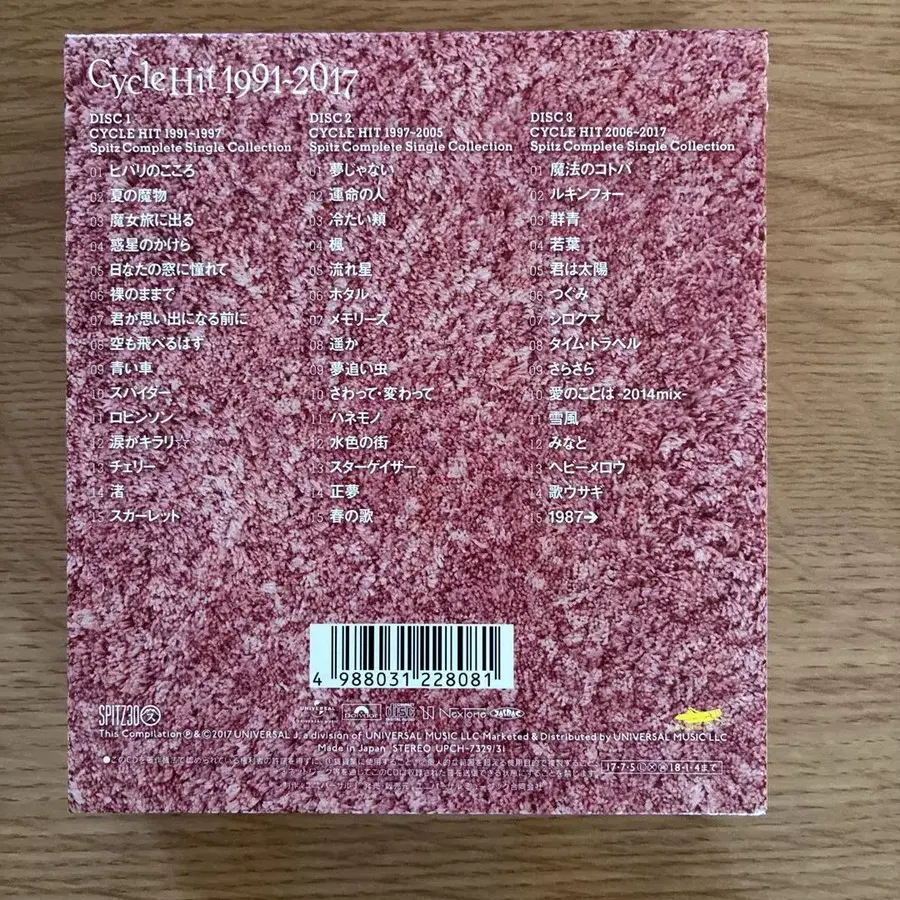 Cycle Hit 1991-2017
DISC 1
CYCLE HIT 1991~1997
Spitz Complete Single Collection
01 ヒバリのこころ
02 夏の魔物
03 魔女旅に出る
04 惑星のかけら
05 日なたの窓に憧れて
06 裸のままで
07 君が思い出になる前に
08 空も飛べるはず
09 青い車
10 スパイダー
11 ロビンソン
12 涙がキラリ☆
13 チェリー
14 渚
15 スカーレット
DISC 2
CYCLE HIT 1997~2005
Spitz Complete Single Collection
01 夢じゃない
02 運命の人
03 冷たい頬
04 楓
05 流れ星
06 ホタル
07 メモリーズ
08 遥か
09 夢追い虫
10 さわって・変わって
11 ハネモノ
12 水色の街
13 スターゲイザー
14 正夢
15 春の歌
DISC 3
CYCLE HIT 2006~2017
Spitz Complete Single Collection
01 魔法のコトバ
02 ルキンフォー
03 群青
04 若葉
05 君は太陽
06 つぐみ
07 シロクマ
08 タイム・トラベル
09 さらさら
10 愛のことば -2014mix-
11 雪風
12 みなと
13 ヘビーメロウ
14 歌ウサギ
15 1987→
4 988031 228081
SPITZ30
UNIVERSAL
polydor
disc
NexTone
JASRAC
This Compilation ℗ & © 2017 UNIVERSAL J, a division of UNIVERSAL MUSIC LLC Marketed & Distributed by UNIVERSAL MUSIC LLC
Made in Japan STEREO UPCH-7329/31
17・7・5 18・1・4まで